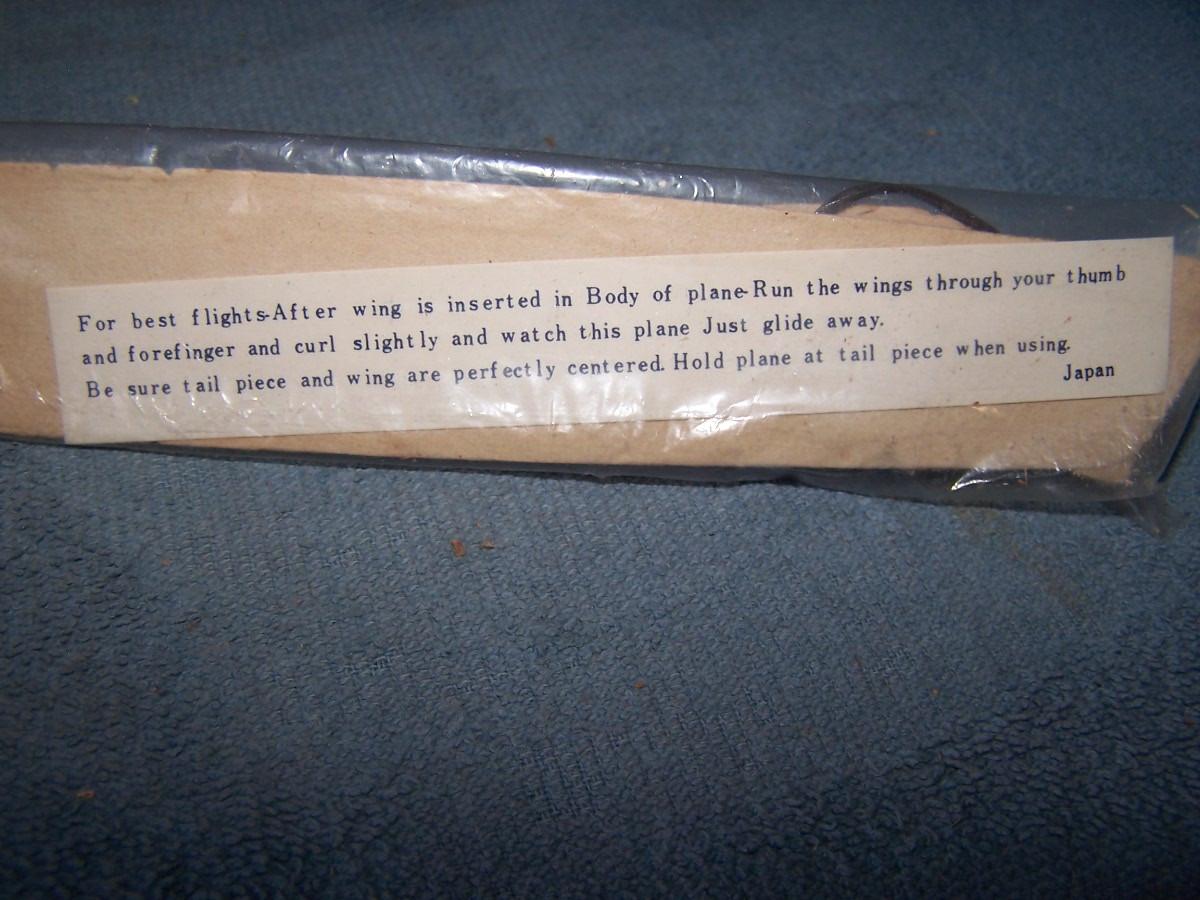 For best flights-After wing is inserted in Body of plane-Run the wings through your thumb
and forefinger and curl slightly and watch this plane Just glide away.
Be sure tail piece and wing are perfectly centered. Hold plane at tail piece when using.
Japan